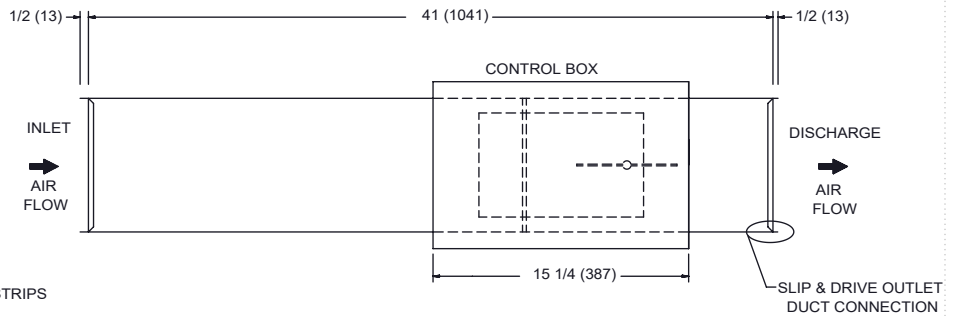 1/2 (13)
41 (1041)
1/2 (13)
CONTROL BOX
INLET
AIR
FLOW
DISCHARGE
AIR
FLOW
15 1/4 (387)
STRIPS
SLIP & DRIVE OUTLET
DUCT CONNECTION